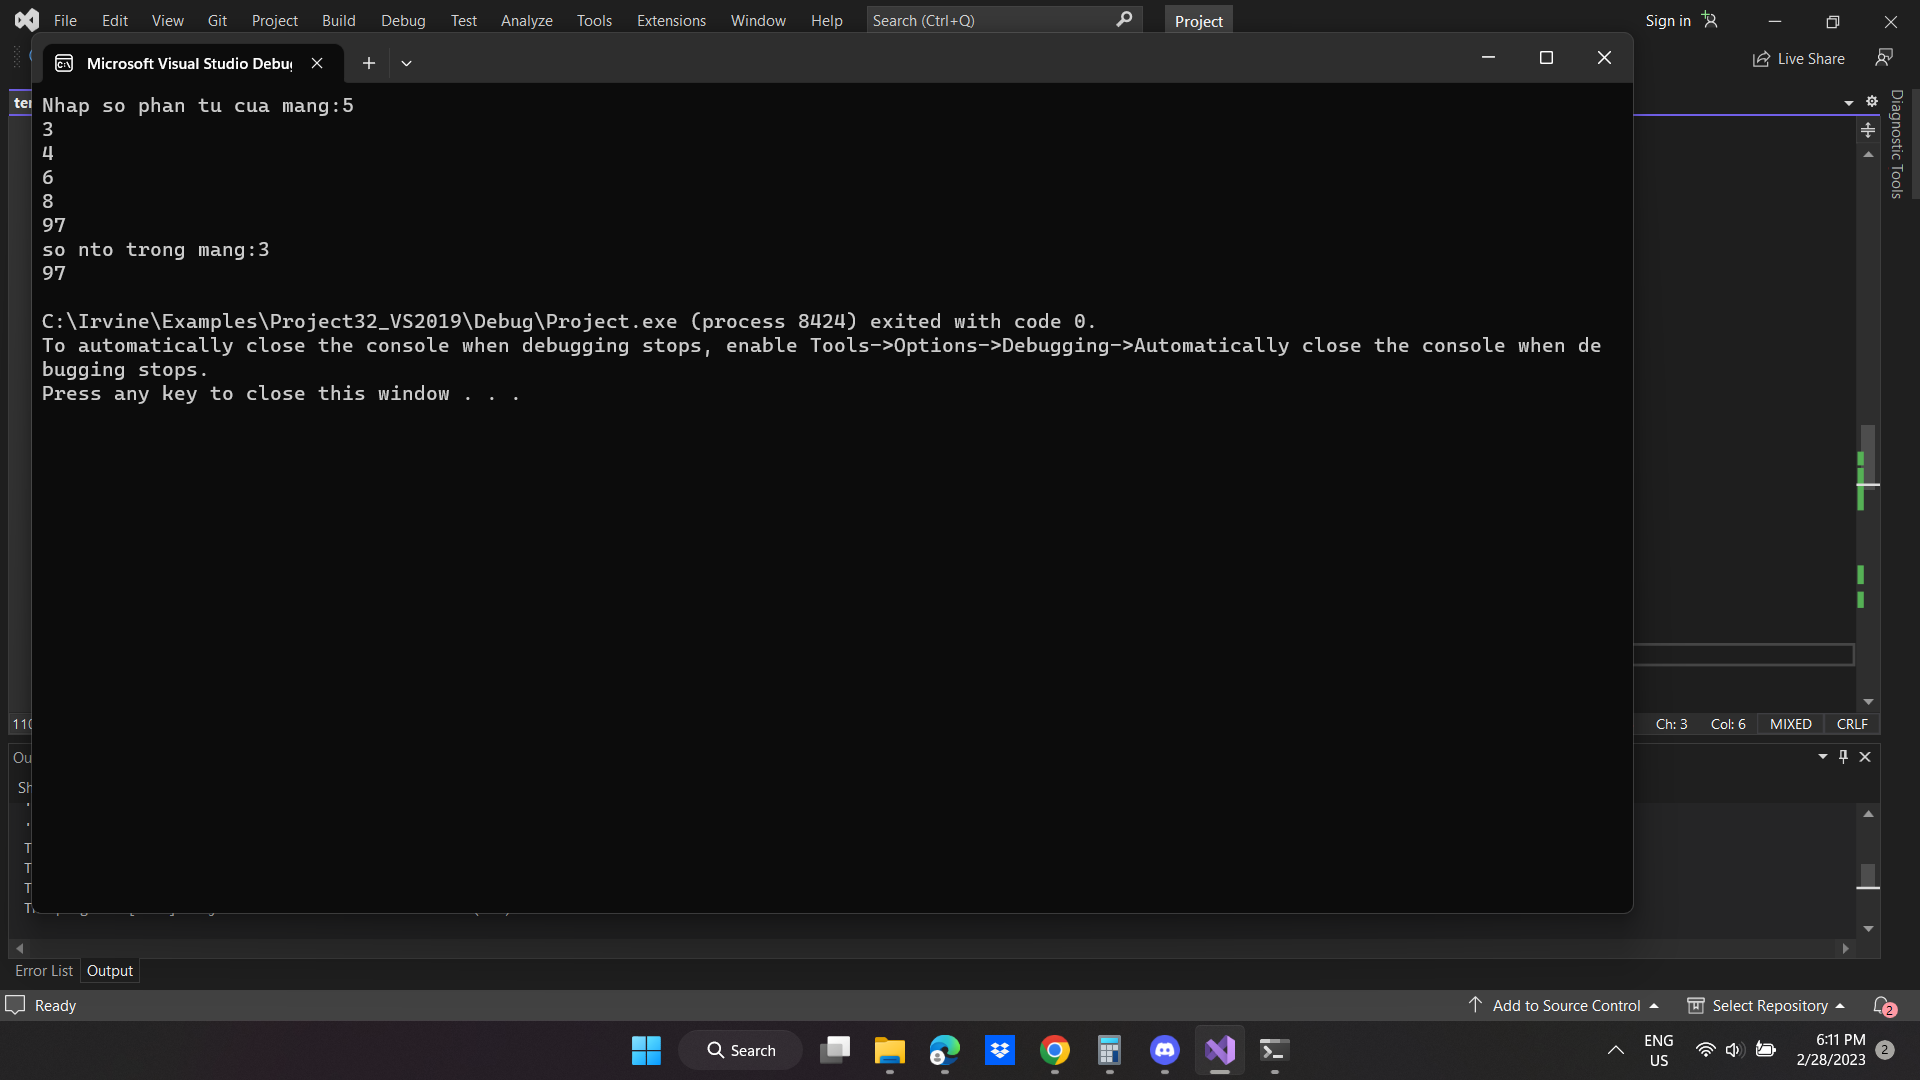 File Edit View Git Project Build Debug Test Analyze Tools Extensions Window Help Search (Ctrl+Q) Project Sign in
Live Share
Microsoft Visual Studio Debug
Nhap so phan tu cua mang:5
3
4
6
8
97
so nto trong mang:3
97
C:\Irvine\Examples\Project32_VS2019\Debug\Project.exe (process 8424) exited with code 0.
To automatically close the console when debugging stops, enable Tools->Options->Debugging->Automatically close the console when de
bugging stops.
Press any key to close this window . . .
Diagnostic Tools
Ch: 3 Col: 6 MIXED CRLF
Error List Output
Ready Add to Source Control Select Repository 2
Search ENG 6:11 PM
US 2/28/2023 2